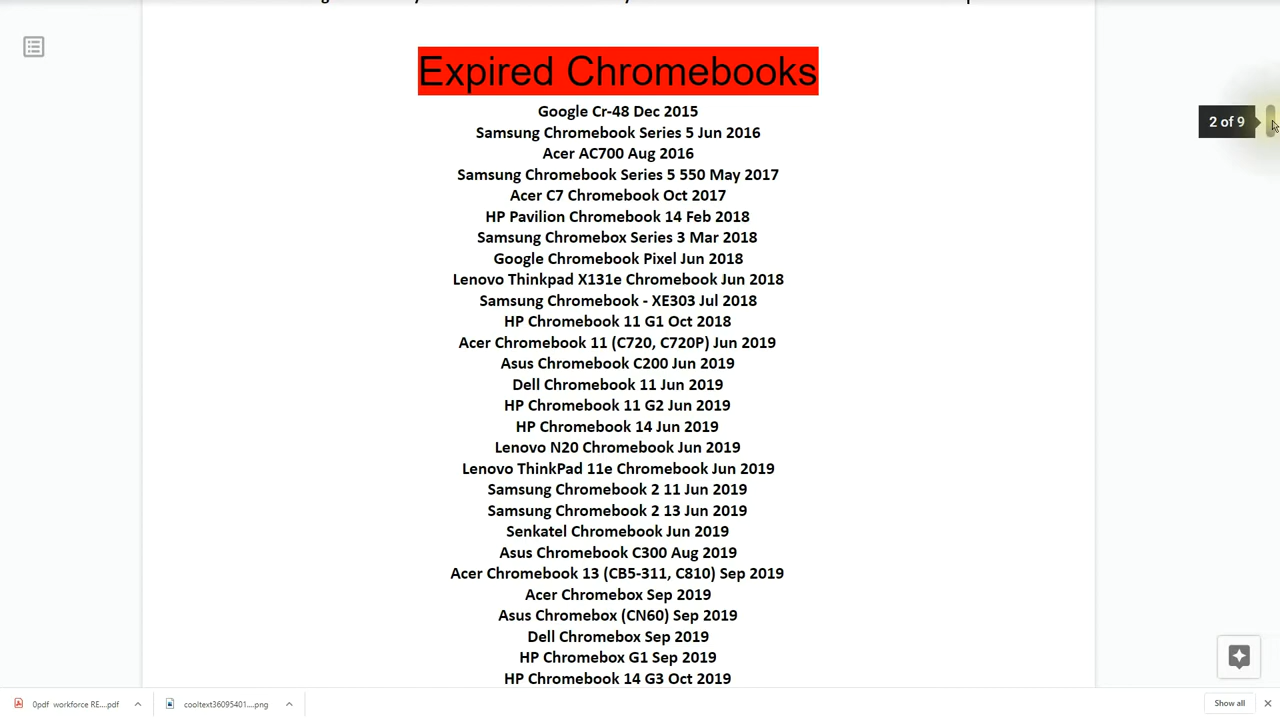 Expired Chromebooks
Google Cr-48 Dec 2015
Samsung Chromebook Series 5 Jun 2016
Acer AC700 Aug 2016
2 of 9
Samsung Chromebook Series 5 550 May 2017
Acer C7 Chromebook Oct 2017
HP Pavilion Chromebook 14 Feb 2018
Samsung Chromebox Series 3 Mar 2018
Google Chromebook Pixel Jun 2018
Lenovo Thinkpad X131e Chromebook Jun 2018
Samsung Chromebook - XE303 Jul 2018
HP Chromebook 11 G1 Oct 2018
Acer Chromebook 11 (C720, C720P) Jun 2019
Asus Chromebook C200 Jun 2019
Dell Chromebook 11 Jun 2019
HP Chromebook 11 G2 Jun 2019
HP Chromebook 14 Jun 2019
Lenovo N20 Chromebook Jun 2019
Lenovo ThinkPad 11e Chromebook Jun 2019
Samsung Chromebook 2 11 Jun 2019
Samsung Chromebook 2 13 Jun 2019
Senkatel Chromebook Jun 2019
Asus Chromebook C300 Aug 2019
Acer Chromebook 13 (CB5-311, C810) Sep 2019
Acer Chromebox Sep 2019
Asus Chromebox (CN60) Sep 2019
Dell Chromebox Sep 2019
HP Chromebox G1 Sep 2019
HP Chromebook 14 G3 Oct 2019
0pdf workforce RE....pdf
cooltext36095401....png
Show all